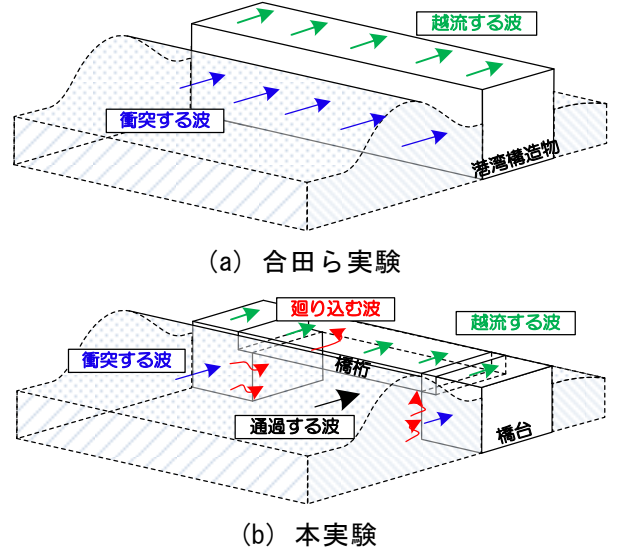 越流する波
衝突する波
港湾構造物
(a) 合田ら実験
廻り込む波
越流する波
衝突する波
橋桁
通過する波
橋台
(b) 本実験